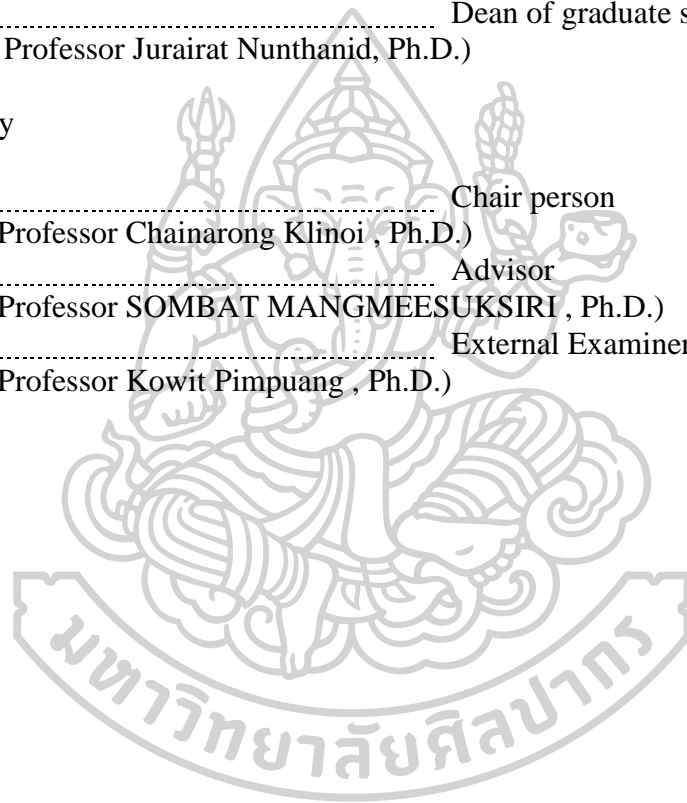 Dean of graduate s
Professor Jurairat Nunthanid, Ph.D.)
y
Chair person
Professor Chainarong Klinoi , Ph.D.)
Advisor
Professor SOMBAT MANGMEESUKSIRI , Ph.D.)
External Examiner
Professor Kowit Pimpuang , Ph.D.)
มหาวิทยาลัยศิลปากร